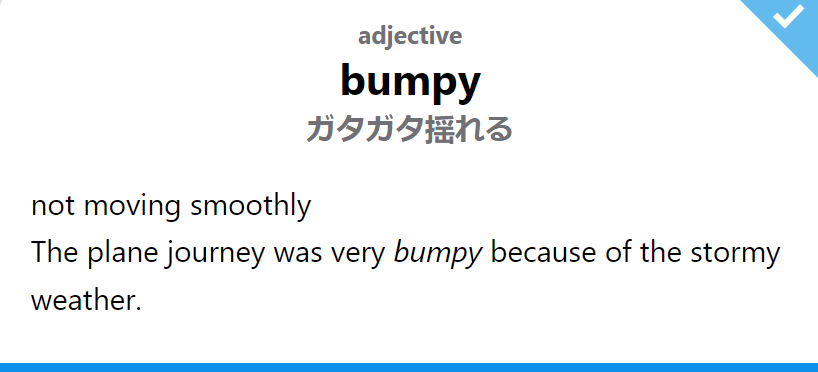 adjective
bumpy
ガタガタ揺れる
not moving smoothly
The plane journey was very bumpy because of the stormy
weather.